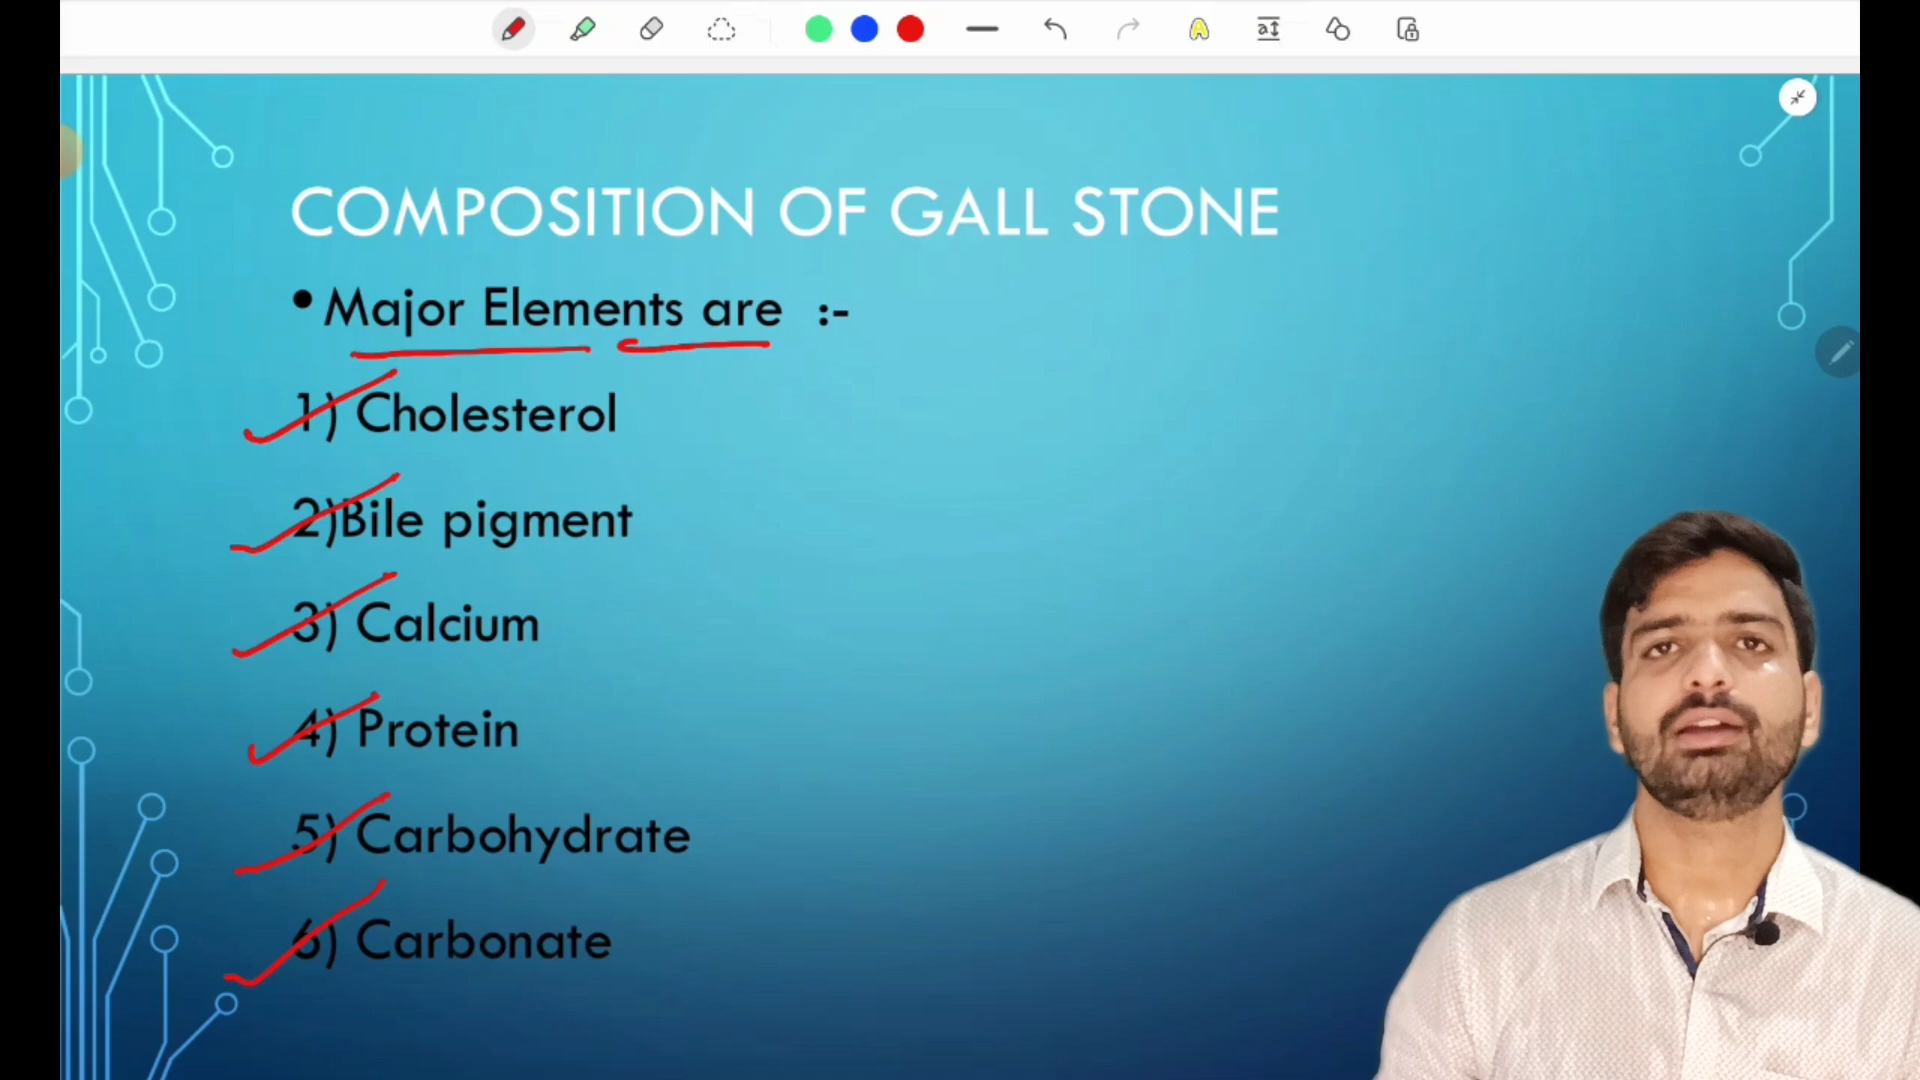 COMPOSITION OF GALL STONE
•Major Elements are :-
1) Cholesterol
2)Bile pigment
3) Calcium
4) Protein
5) Carbohydrate
6) Carbonate